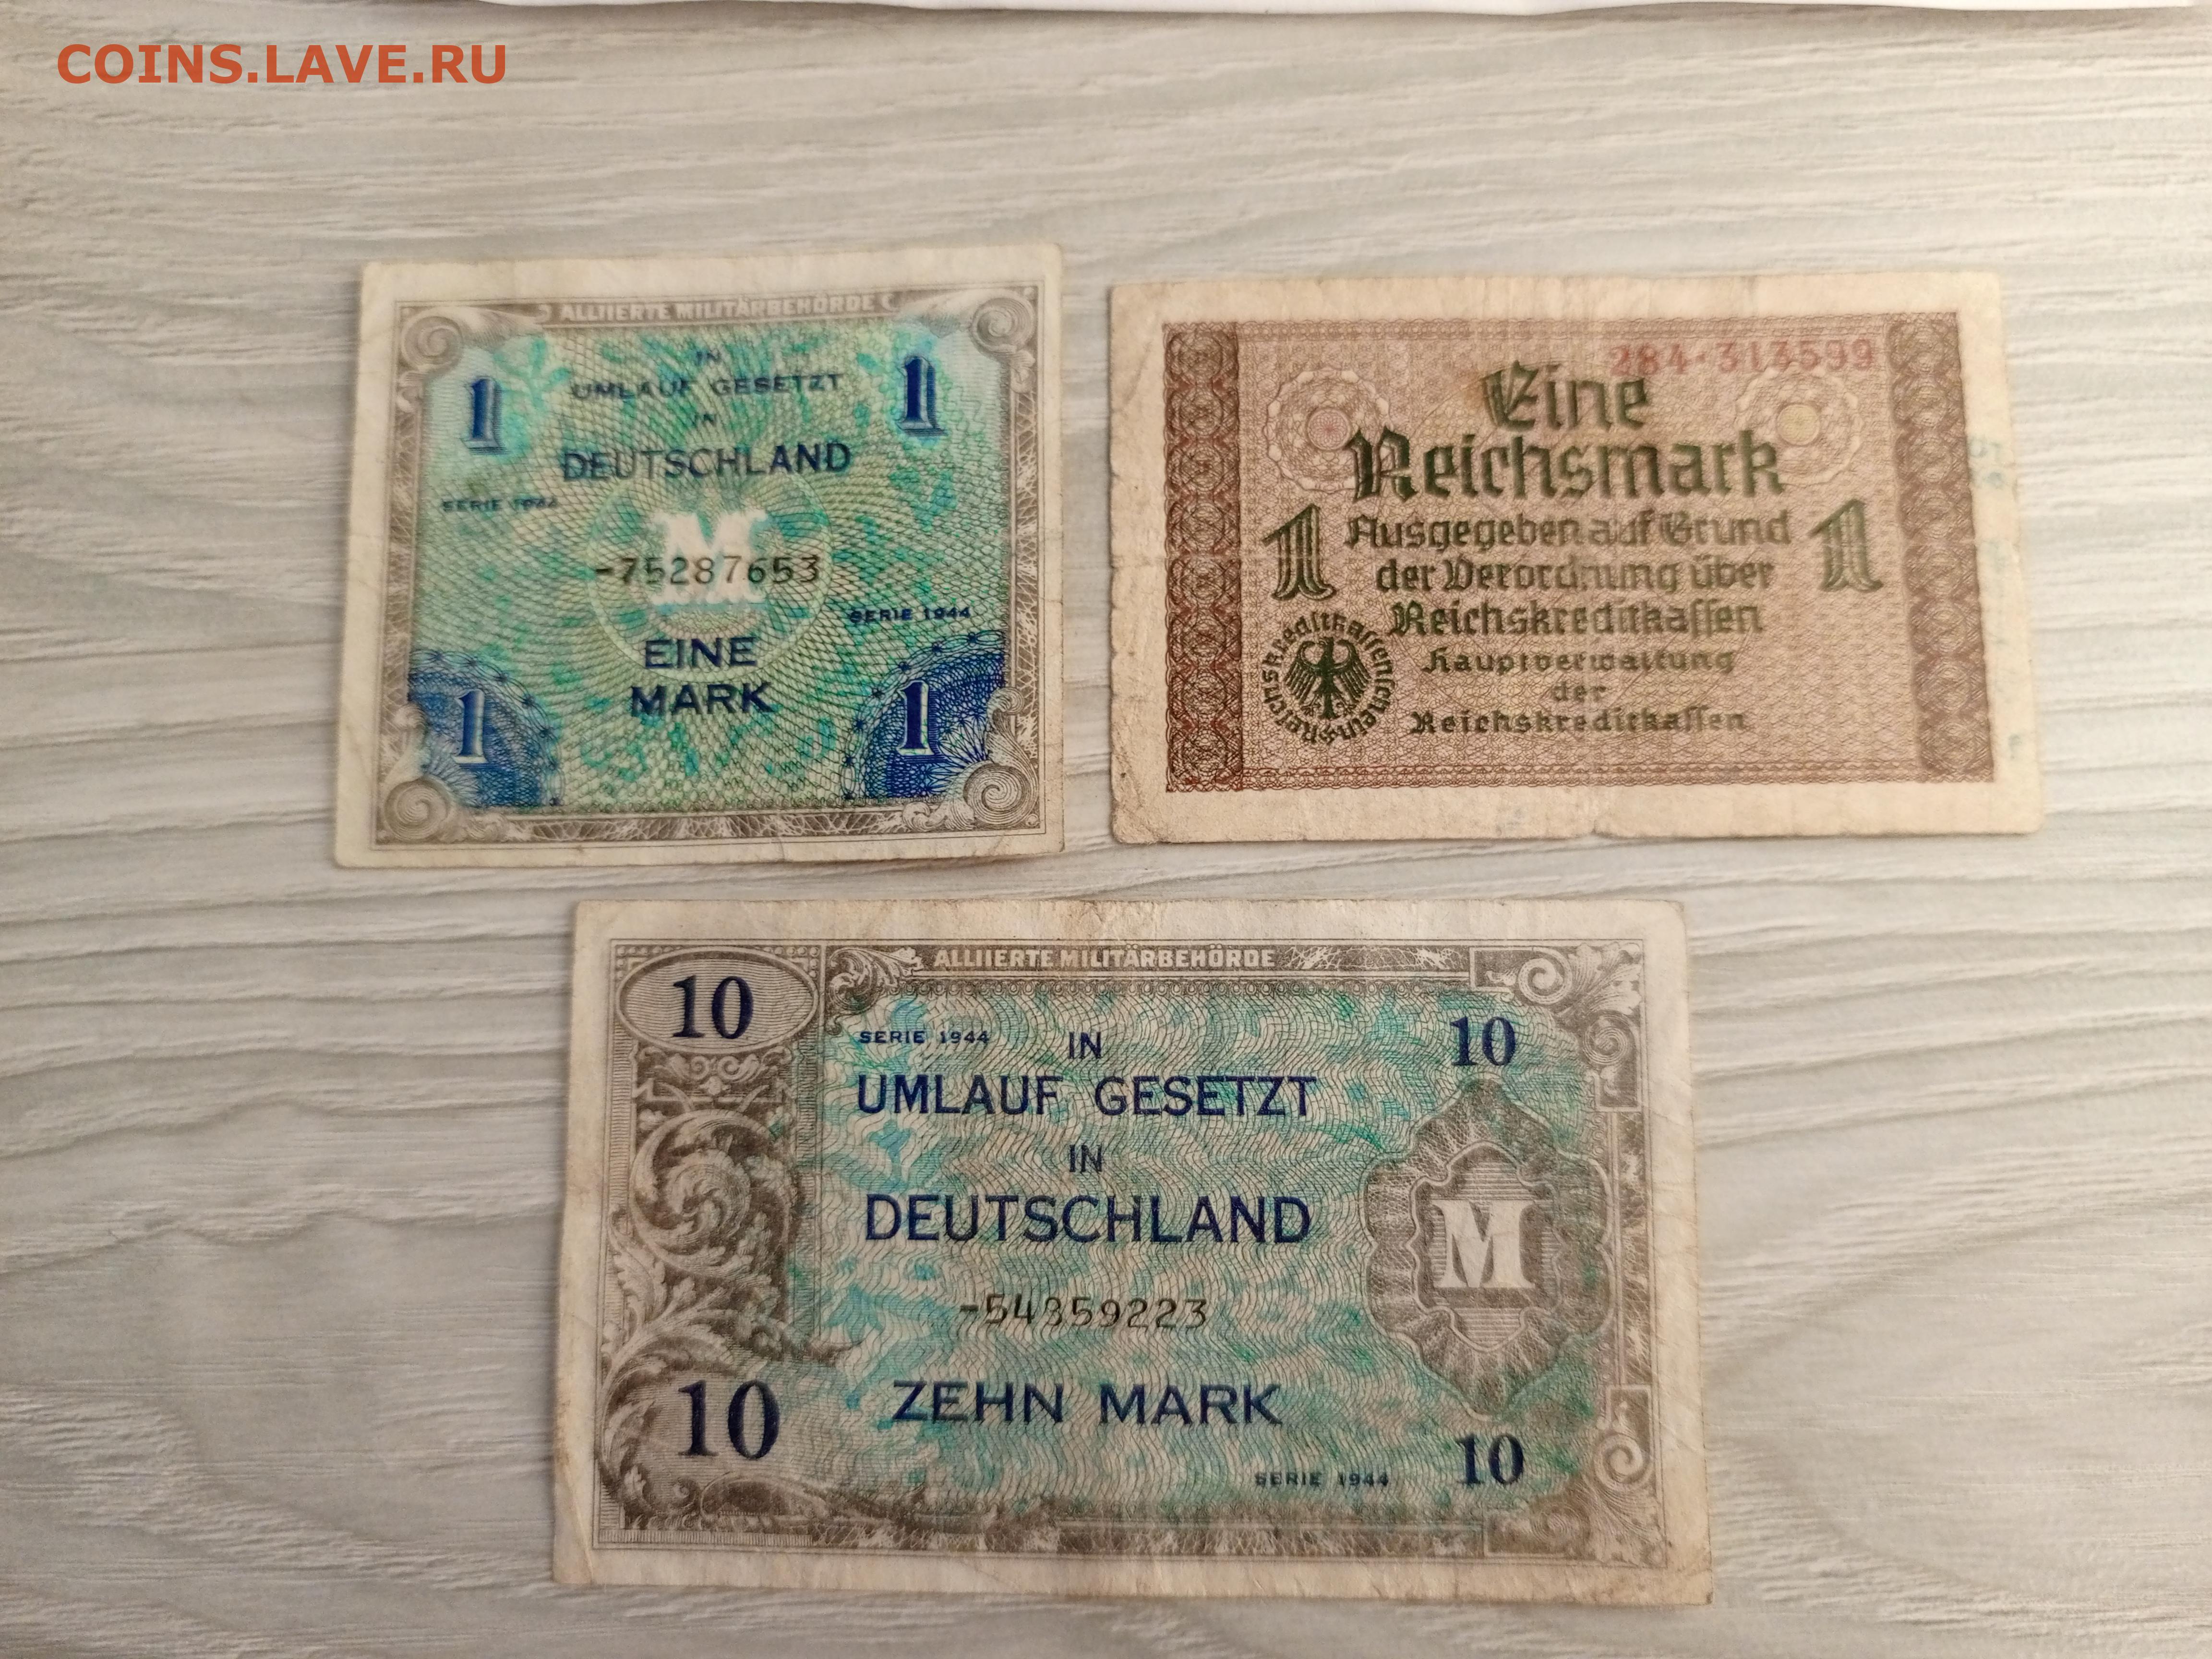 COINS.LAVE.RU
ALLIIERTE MILITÄRBEHÖRDE
IN
UMLAUF GESETZT
IN
1 1
DEUTSCHLAND
SERIE 1944
M
-75287653
SERIE 1944
EINE
MARK
1 1
284·313599
Eine
Reichsmark
1 Ausgegeben auf Grund 1
der Verordnung über
Reichskreditkassen
Hauptverwaltung
der
Reichskreditkassen
ALLIIERTE MILITÄRBEHÖRDE
10 10
SERIE 1944 IN
UMLAUF GESETZT
IN
DEUTSCHLAND
M
-54359223
ZEHN MARK
10 10
SERIE 1944